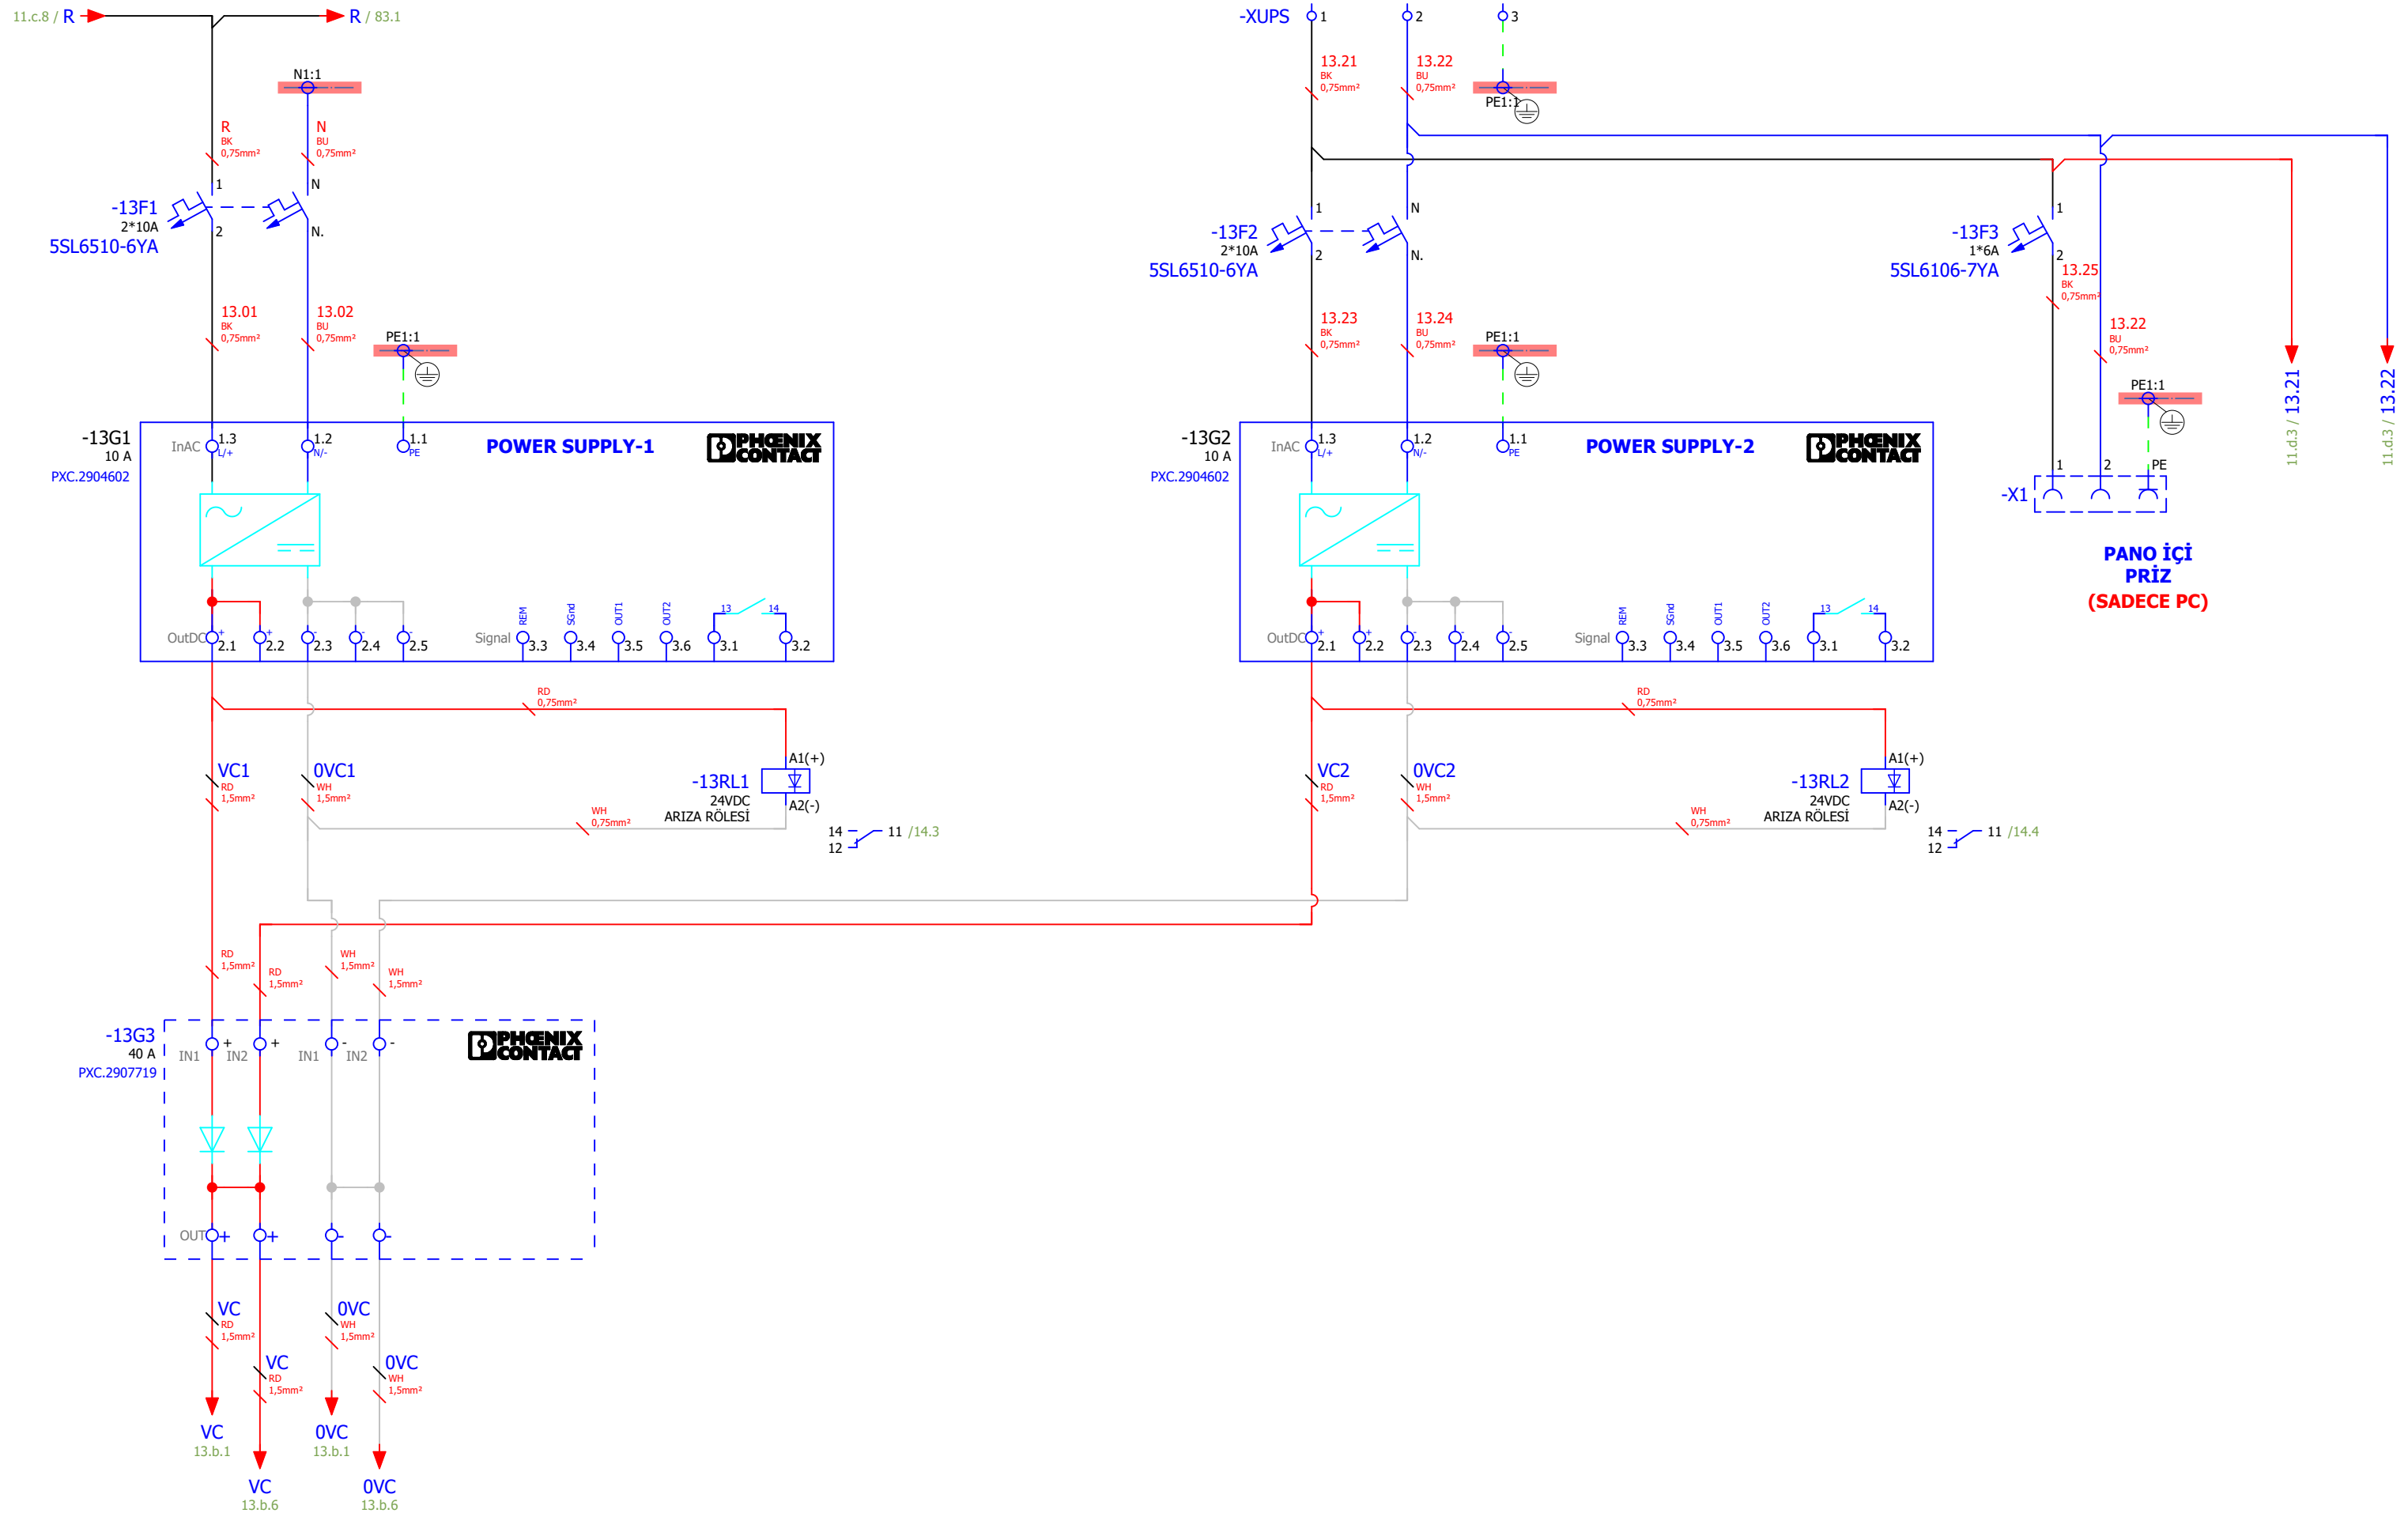 11.c.8 / R
R / 83.1
-XUPS
1
2
3
N1:1
13.21
BK
0,75mm²
13.22
BU
0,75mm²
PE1:1
R
BK
0,75mm²
N
BU
0,75mm²
1
N
-13F1
2*10A
5SL6510-6YA
2
N.
1
N
-13F2
2*10A
5SL6510-6YA
2
N.
1
-13F3
1*6A
5SL6106-7YA
2
13.25
BK
0,75mm²
13.01
BK
0,75mm²
13.02
BU
0,75mm²
PE1:1
13.23
BK
0,75mm²
13.24
BU
0,75mm²
PE1:1
13.22
BU
0,75mm²
PE1:1
11.d.3 / 13.21
11.d.3 / 13.22
-13G1
10 A
PXC.2904602
InAC
1.3
L/+
1.2
N/-
1.1
PE
POWER SUPPLY-1
PHŒNIX
CONTACT
-13G2
10 A
PXC.2904602
InAC
1.3
L/+
1.2
N/-
1.1
PE
POWER SUPPLY-2
PHŒNIX
CONTACT
-X1
1
2
PE
PANO İÇİ
PRİZ
(SADECE PC)
OutDC
+
2.1
+
2.2
-
2.3
-
2.4
-
2.5
Signal
REM
3.3
SGnd
3.4
OUT1
3.5
OUT2
3.6
13
14
3.1
3.2
OutDC
+
2.1
+
2.2
-
2.3
-
2.4
-
2.5
Signal
REM
3.3
SGnd
3.4
OUT1
3.5
OUT2
3.6
13
14
3.1
3.2
RD
0,75mm²
RD
0,75mm²
VC1
RD
1,5mm²
0VC1
WH
1,5mm²
-13RL1
24VDC
ARIZA RÖLESİ
A1(+)
A2(-)
WH
0,75mm²
14
12
11 /14.3
VC2
RD
1,5mm²
0VC2
WH
1,5mm²
-13RL2
24VDC
ARIZA RÖLESİ
A1(+)
A2(-)
WH
0,75mm²
14
12
11 /14.4
RD
1,5mm²
RD
1,5mm²
WH
1,5mm²
WH
1,5mm²
-13G3
40 A
PXC.2907719
IN1
+
IN2
+
IN1
-
IN2
-
PHŒNIX
CONTACT
OUT
+
+
-
-
VC
RD
1,5mm²
0VC
WH
1,5mm²
VC
RD
1,5mm²
0VC
WH
1,5mm²
VC
13.b.1
0VC
13.b.1
VC
13.b.6
0VC
13.b.6